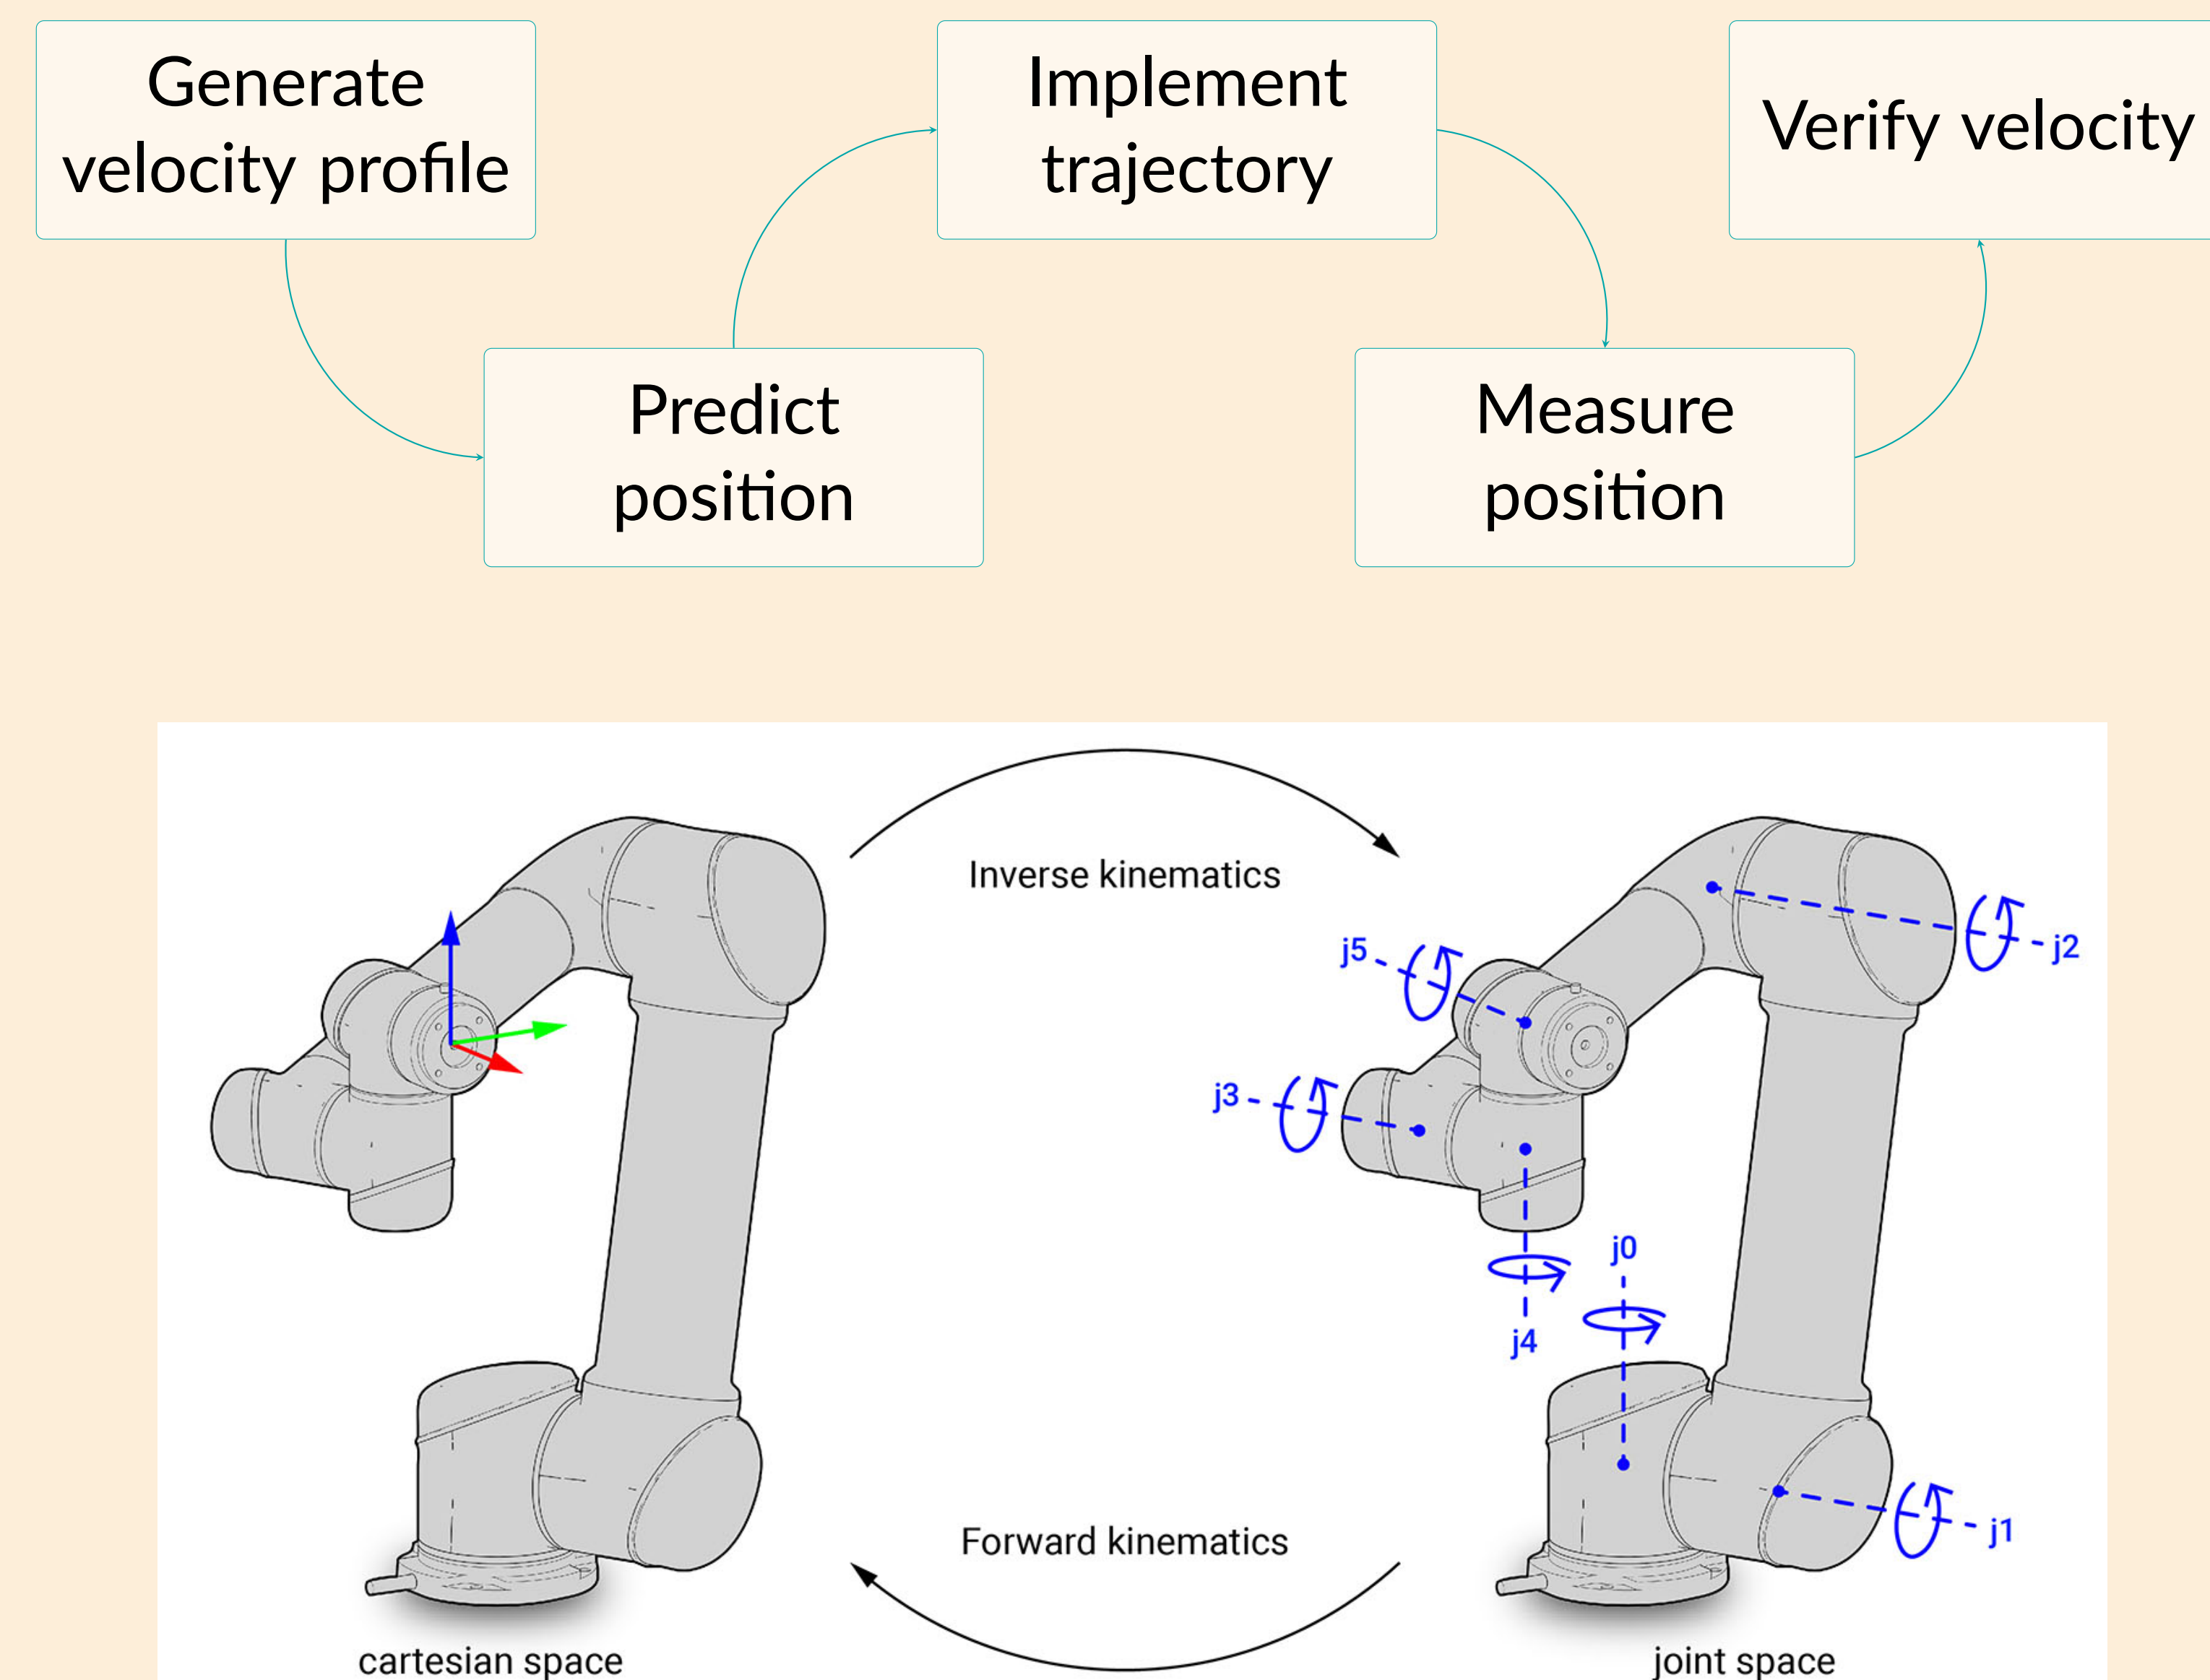 Generate
velocity profile
Implement
trajectory
Verify velocity
Predict
position
Measure
position
Inverse kinematics
j5
j2
j3
j0
j4
Forward kinematics
j1
cartesian space
joint space